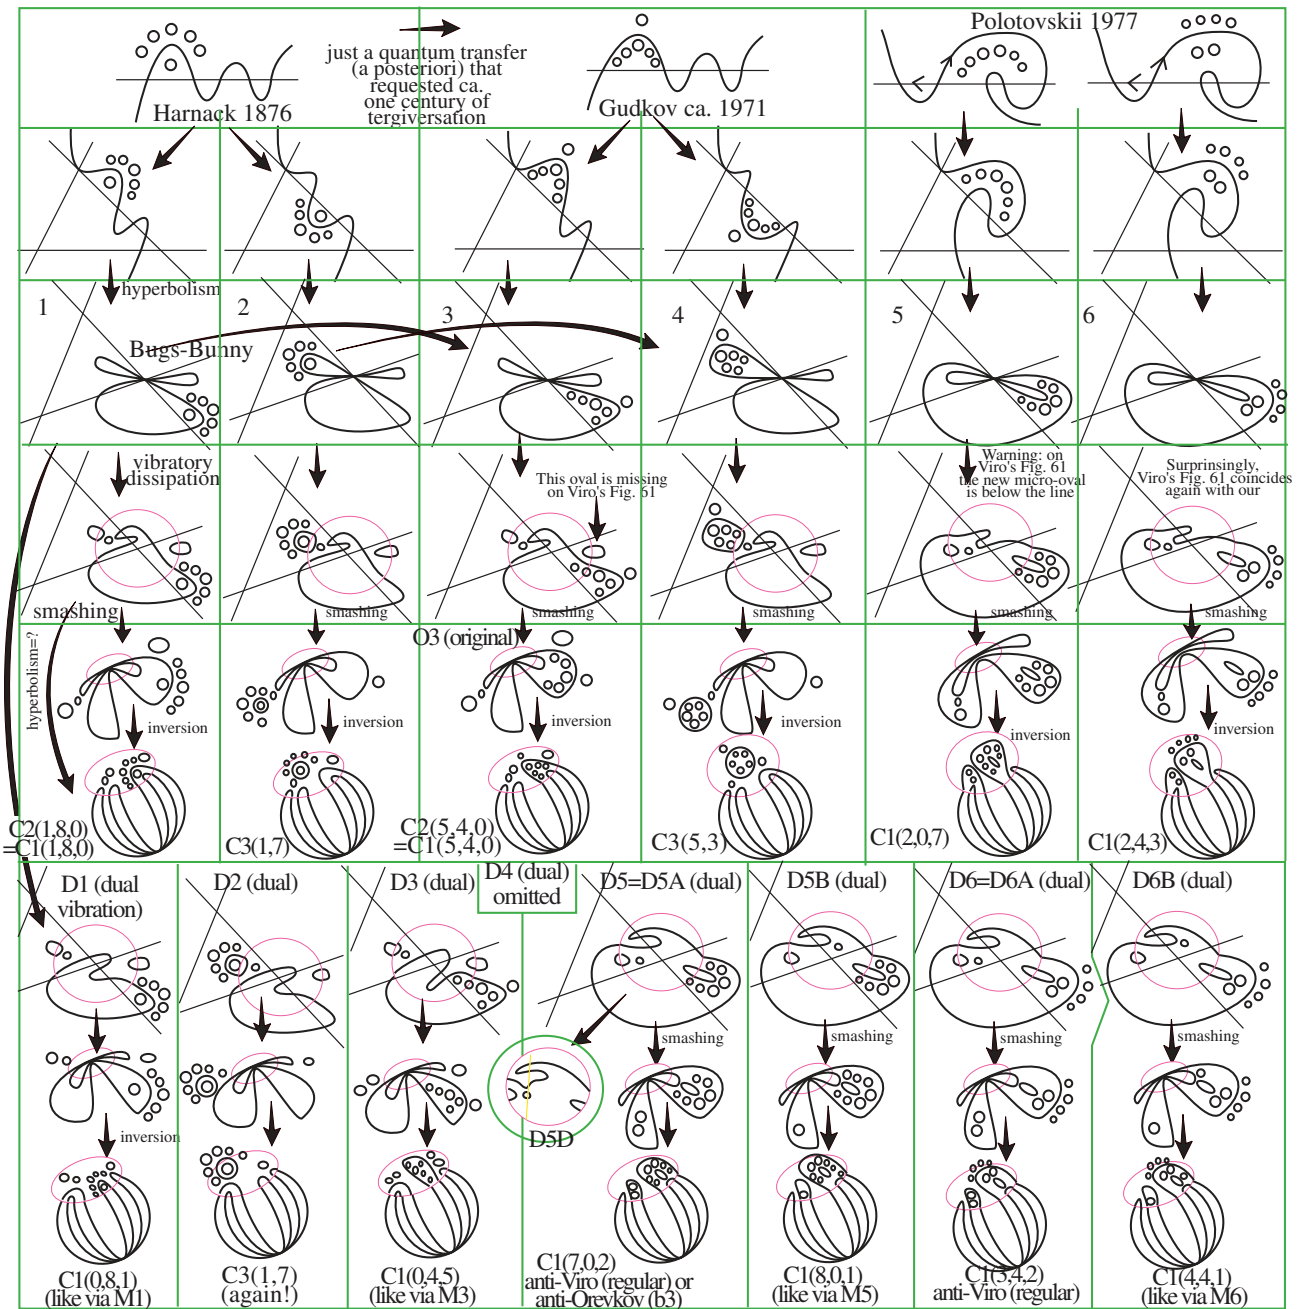 Polotovskii 1977
just a quantum transfer
(a posteriori) that
requested ca.
one century of
tergiversation
Harnack 1876
Gudkov ca. 1971
hyperbolism
1
2
3
4
5
6
Bugs-Bunny
vibratory
dissipation
This oval is missing
on Viro's Fig. 61
Warning: on
Viro's Fig. 61
the new micro-oval
is below the line
Surprinsingly,
Viro's Fig. 61 coincides
again with our
smashing
smashing
smashing
smashing
smashing
smashing
hyperbolism=?
O3 (original)
inversion
inversion
inversion
inversion
inversion
inversion
C2(1,8,0)
=C1(1,8,0)
C3(1,7)
C2(5,4,0)
=C1(5,4,0)
C3(5,3)
C1(2,0,7)
C1(2,4,3)
D1 (dual
vibration)
D2 (dual)
D3 (dual)
D4 (dual)
omitted
D5=D5A (dual)
D5B (dual)
D6=D6A (dual)
D6B (dual)
smashing
smashing
smashing
smashing
D5D
inversion
C1(0,8,1)
(like via M1)
C3(1,7)
(again!)
C1(0,4,5)
(like via M3)
C1(7,0,2)
anti-Viro (regular) or
anti-Orevkov (b3)
C1(8,0,1)
(like via M5)
C1(3,4,2)
anti-Viro (regular)
C1(4,4,1)
(like via M6)